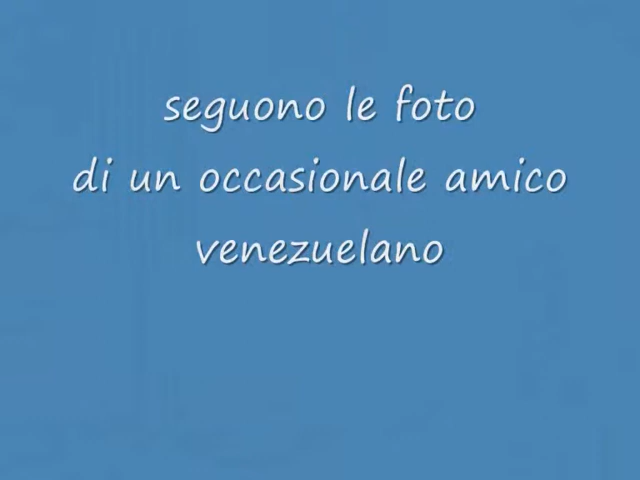 seguono le foto
di un occasionale amico
venezuelano